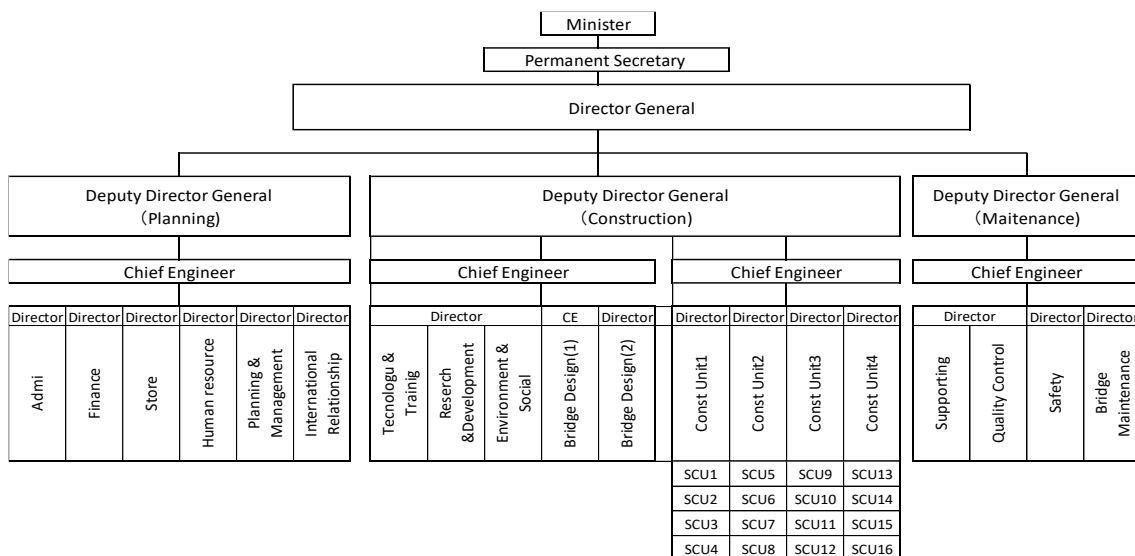 Minister
Permanent Secretary
Director General
Deputy Director General
（Planning)
Deputy Director General
（Construction)
Deputy Director General
（Maitenance)
Chief Engineer
Chief Engineer
Chief Engineer
Chief Engineer
Director Director Director Director Director Director
Director CE Director
Director Director Director Director
Director Director Director
Admi
Finance
Store
Human resource
Planning &
Management
International
Relationship
Tecnologu &
Trainig
Reserch
&Development
Environment &
Social
Bridge Design(1)
Bridge Design(2)
Const Unit1
Const Unit2
Const Unit3
Const Unit4
Supporting
Quality Control
Safety
Bridge
Maintenance
SCU1 SCU5 SCU9 SCU13
SCU2 SCU6 SCU10 SCU14
SCU3 SCU7 SCU11 SCU15
SCU4 SCU8 SCU12 SCU16